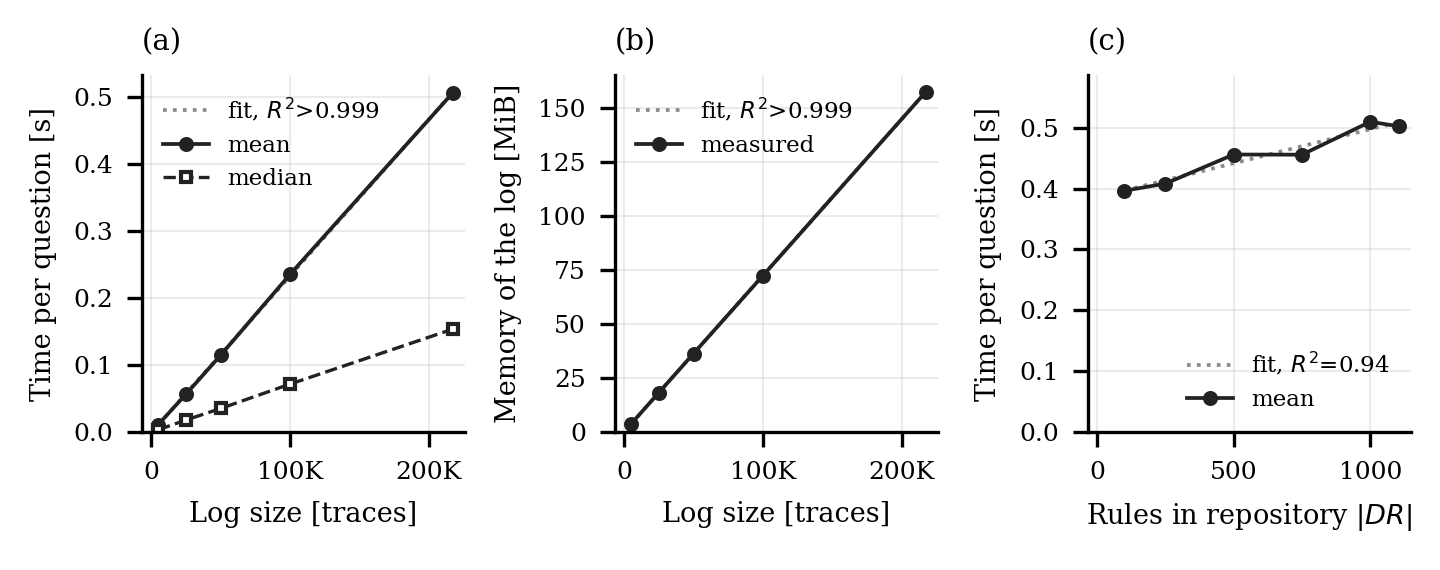 (a)
Time per question [s]
0.5
0.4
0.3
0.2
0.1
0.0
fit, R²>0.999
mean
median
0
100K
200K
Log size [traces]
(b)
Memory of the log [MiB]
150
125
100
75
50
25
0
fit, R²>0.999
measured
0
100K
200K
Log size [traces]
(c)
Time per question [s]
0.5
0.4
0.3
0.2
0.1
0.0
fit, R²=0.94
mean
0
500
1000
Rules in repository |DR|